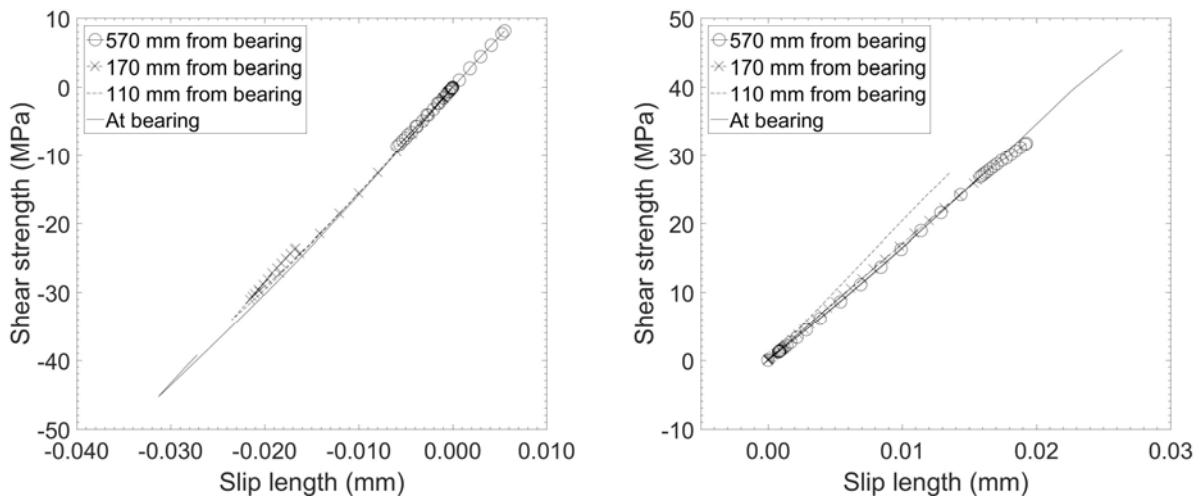 10
0
-10
-20
-30
-40
-50
Shear strength (MPa)
570 mm from bearing
170 mm from bearing
110 mm from bearing
At bearing
-0.040 -0.030 -0.020 -0.010 0.000 0.010
Slip length (mm)
50
40
30
20
10
0
-10
Shear strength (MPa)
570 mm from bearing
170 mm from bearing
110 mm from bearing
At bearing
0.00 0.01 0.02 0.03
Slip length (mm)